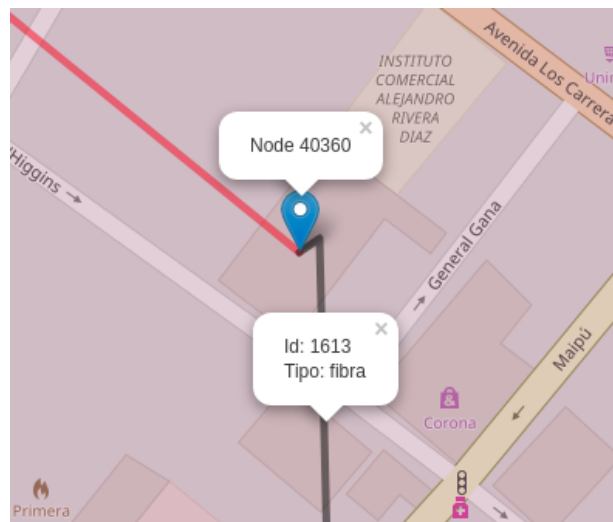 Avenida Los Carrera
INSTITUTO
COMERCIAL
ALEJANDRO
RIVERA
DIAZ
Node 40360
×
General Gana
Id: 1613
Tipo: fibra
×
Maipú
Corona
Primera